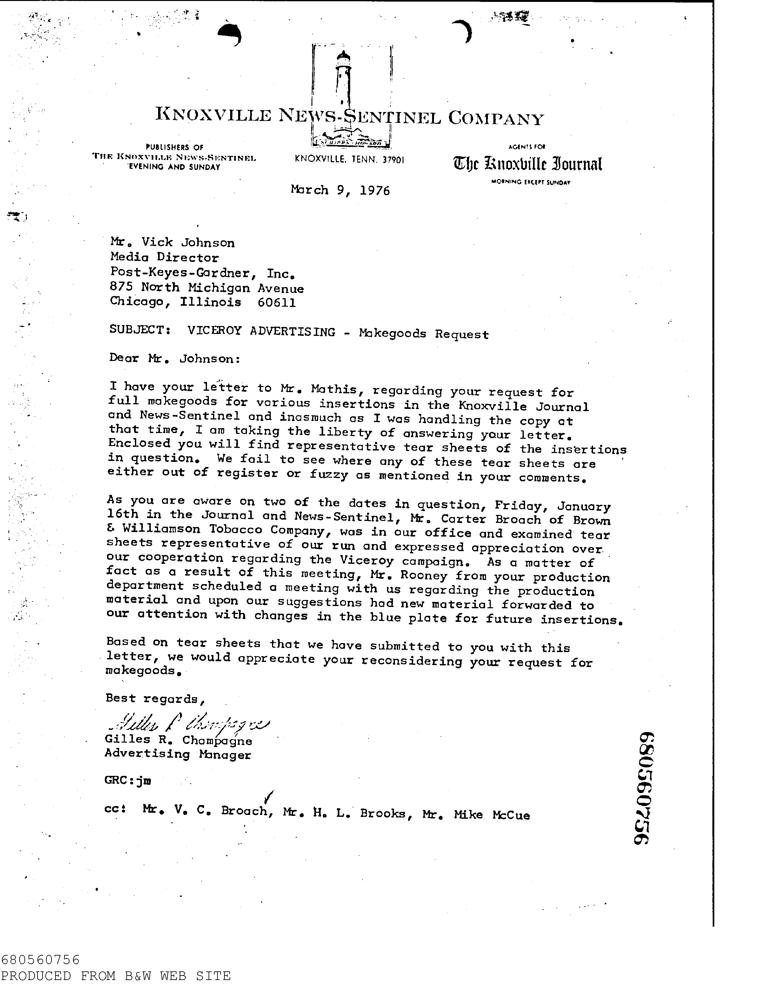 KNOXVILLE NEWS-SENTINEL COMPANY
PUBLISHERS OF
THE KNOXVILLE NEWS-SENTINEL
EVENING AND SUNDAY
KNOXVILLE, TENN. 37901
AGENTS FOR
The Knoxville Journal
MORNING EXCEPT SUNDAY
March 9, 1976
Mr. Vick Johnson
Media Director
Post-Keyes-Gardner, Inc.
875 North Michigan Avenue
Chicago, Illinois 60611
SUBJECT: VICEROY ADVERTISING - Makegoods Request
Dear Mr. Johnson:
I have your letter to Mr. Mathis, regarding your request for
full makegoods for various insertions in the Knoxville Journal
and News-Sentinel and inasmuch as I was handling the copy at
that time, I am taking the liberty of answering your letter.
Enclosed you will find representative tear sheets of the insertions
in question. We fail to see where any of these tear sheets are
either out of register or fuzzy as mentioned in your comments.
As you are aware on two of the dates in question, Friday, January
16th in the Journal and News-Sentinel, Mr. Carter Broach of Brown
& Williamson Tobacco Company, was in our office and examined tear
sheets representative of our run and expressed appreciation over
our cooperation regarding the Viceroy campaign. As a matter of
fact as a result of this meeting, Mr. Rooney from your production
department scheduled a meeting with us regarding the production
material and upon our suggestions had new material forwarded to
our attention with changes in the blue plate for future insertions.
Based on tear sheets that we have submitted to you with this
letter, we would appreciate your reconsidering your request for
makegoods.
Best regards,
Gilles R. Champagne
Gilles R. Champagne
Advertising Manager
GRC:jm
cc: Mr. V. C. Broach, Mr. H. L. Brooks, Mr. Mike McCue
680560756
680560756
PRODUCED FROM B&W WEB SITE